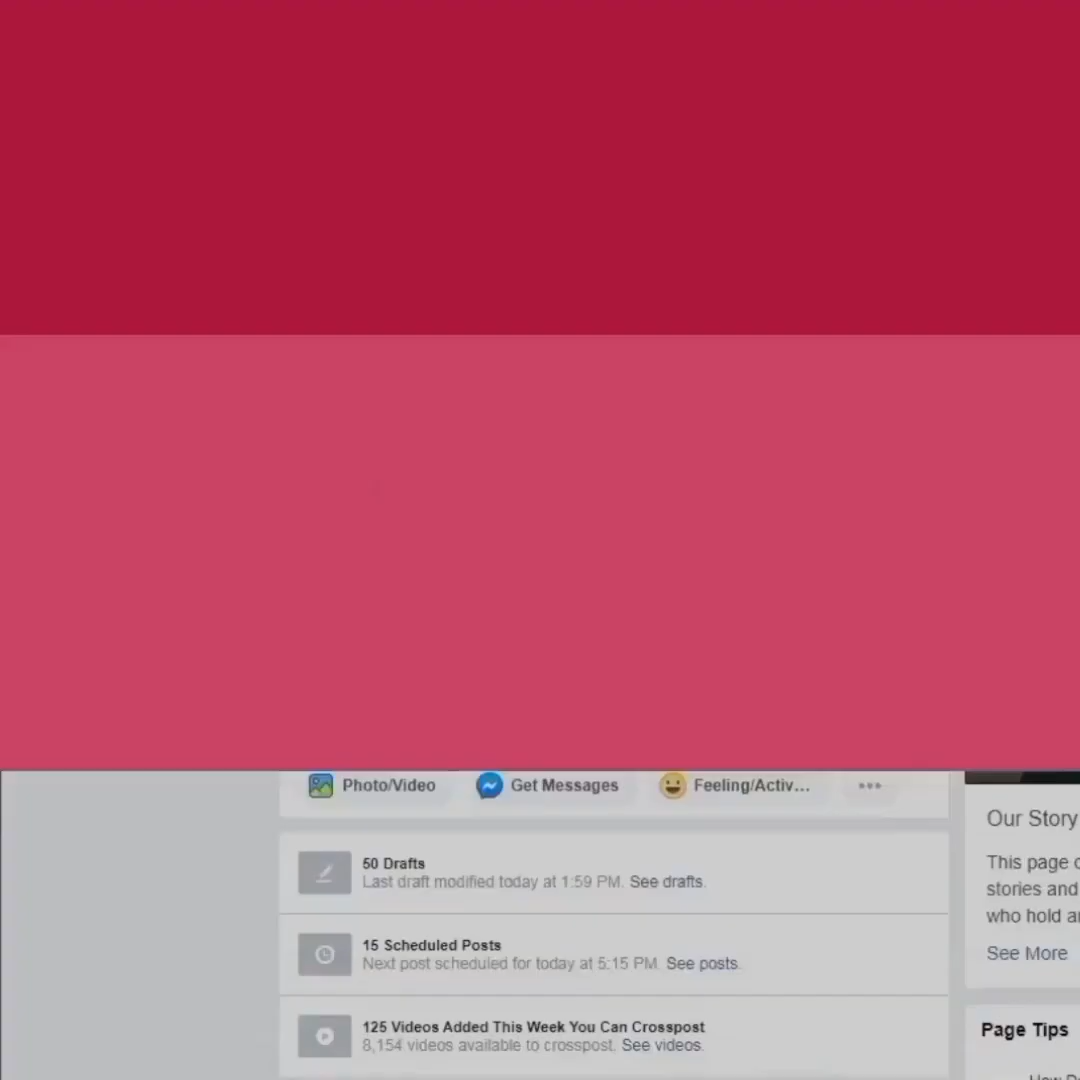 Photo/Video
Get Messages
Feeling/Activ...
50 Drafts
Last draft modified today at 1:59 PM. See drafts.
15 Scheduled Posts
Next post scheduled for today at 5:15 PM. See posts.
125 Videos Added This Week You Can Crosspost
8,154 videos available to crosspost. See videos.
Our Story
This page
stories and
who hold
See More
Page Tips